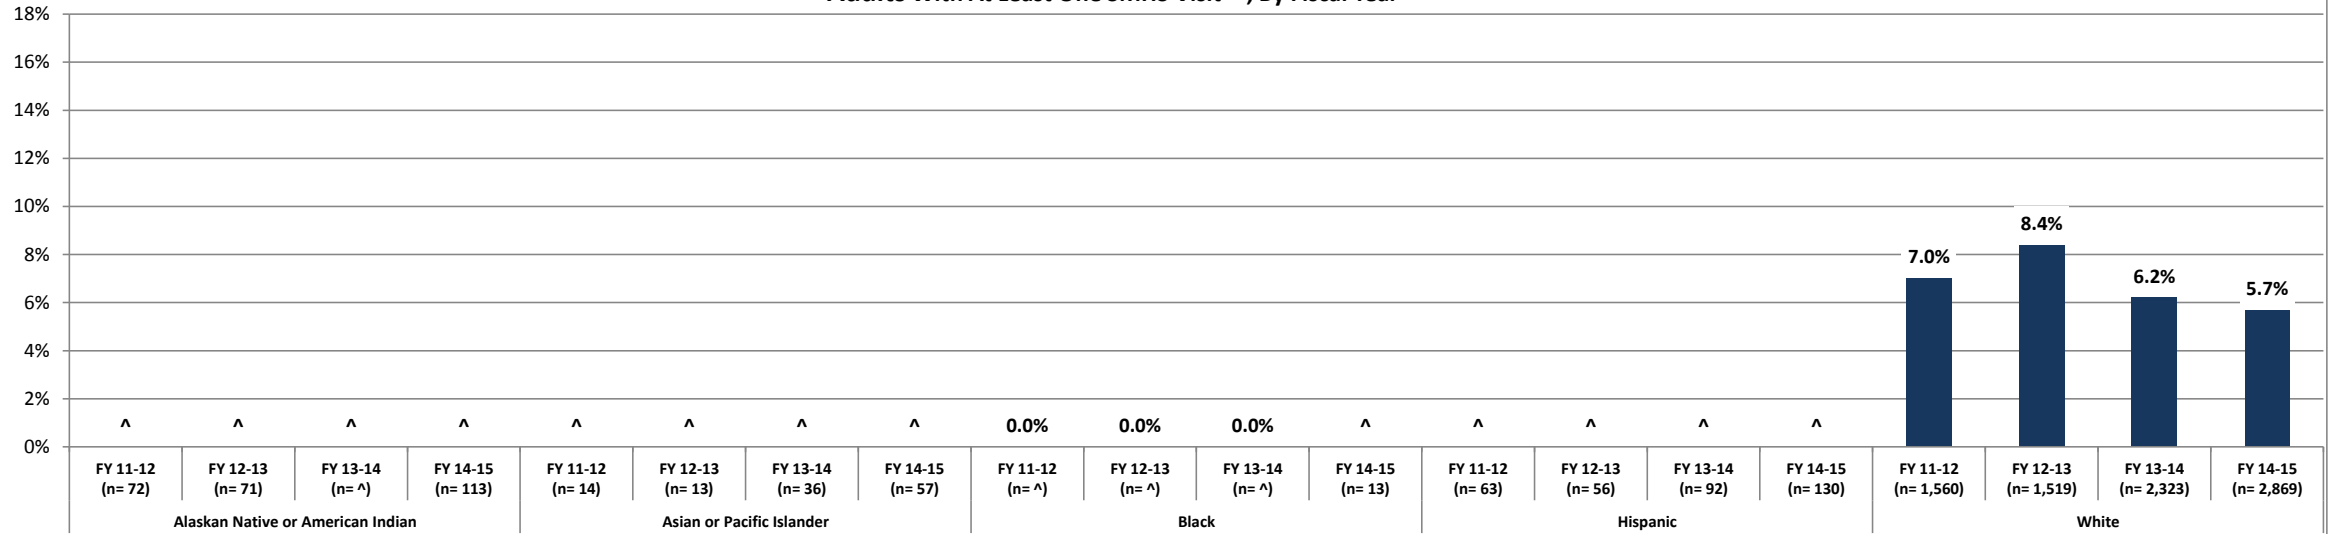 18%
16%
14%
12%
10%
8%
6%
4%
2%
0%
^ ^ ^ ^ ^ ^ ^ ^ 0.0% 0.0% 0.0% ^ ^ ^ ^ ^ 7.0% 8.4% 6.2% 5.7%
FY 11-12 FY 12-13 FY 13-14 FY 14-15 FY 11-12 FY 12-13 FY 13-14 FY 14-15 FY 11-12 FY 12-13 FY 13-14 FY 14-15 FY 11-12 FY 12-13 FY 13-14 FY 14-15 FY 11-12 FY 12-13 FY 13-14 FY 14-15
(n= 72) (n= 71) (n= ^) (n= 113) (n= 14) (n= 13) (n= 36) (n= 57) (n= ^) (n= ^) (n= ^) (n= 13) (n= 63) (n= 56) (n= 92) (n= 130) (n= 1,560) (n= 1,519) (n= 2,323) (n= 2,869)
Alaskan Native or American Indian Asian or Pacific Islander Black Hispanic White